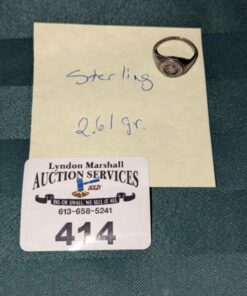 Sterling
2.61 gr.
Lyndon Marshall
AUCTION SERVICES
SOLD!
BIG OR SMALL, WE SELL IT ALL
613-658-5241
414